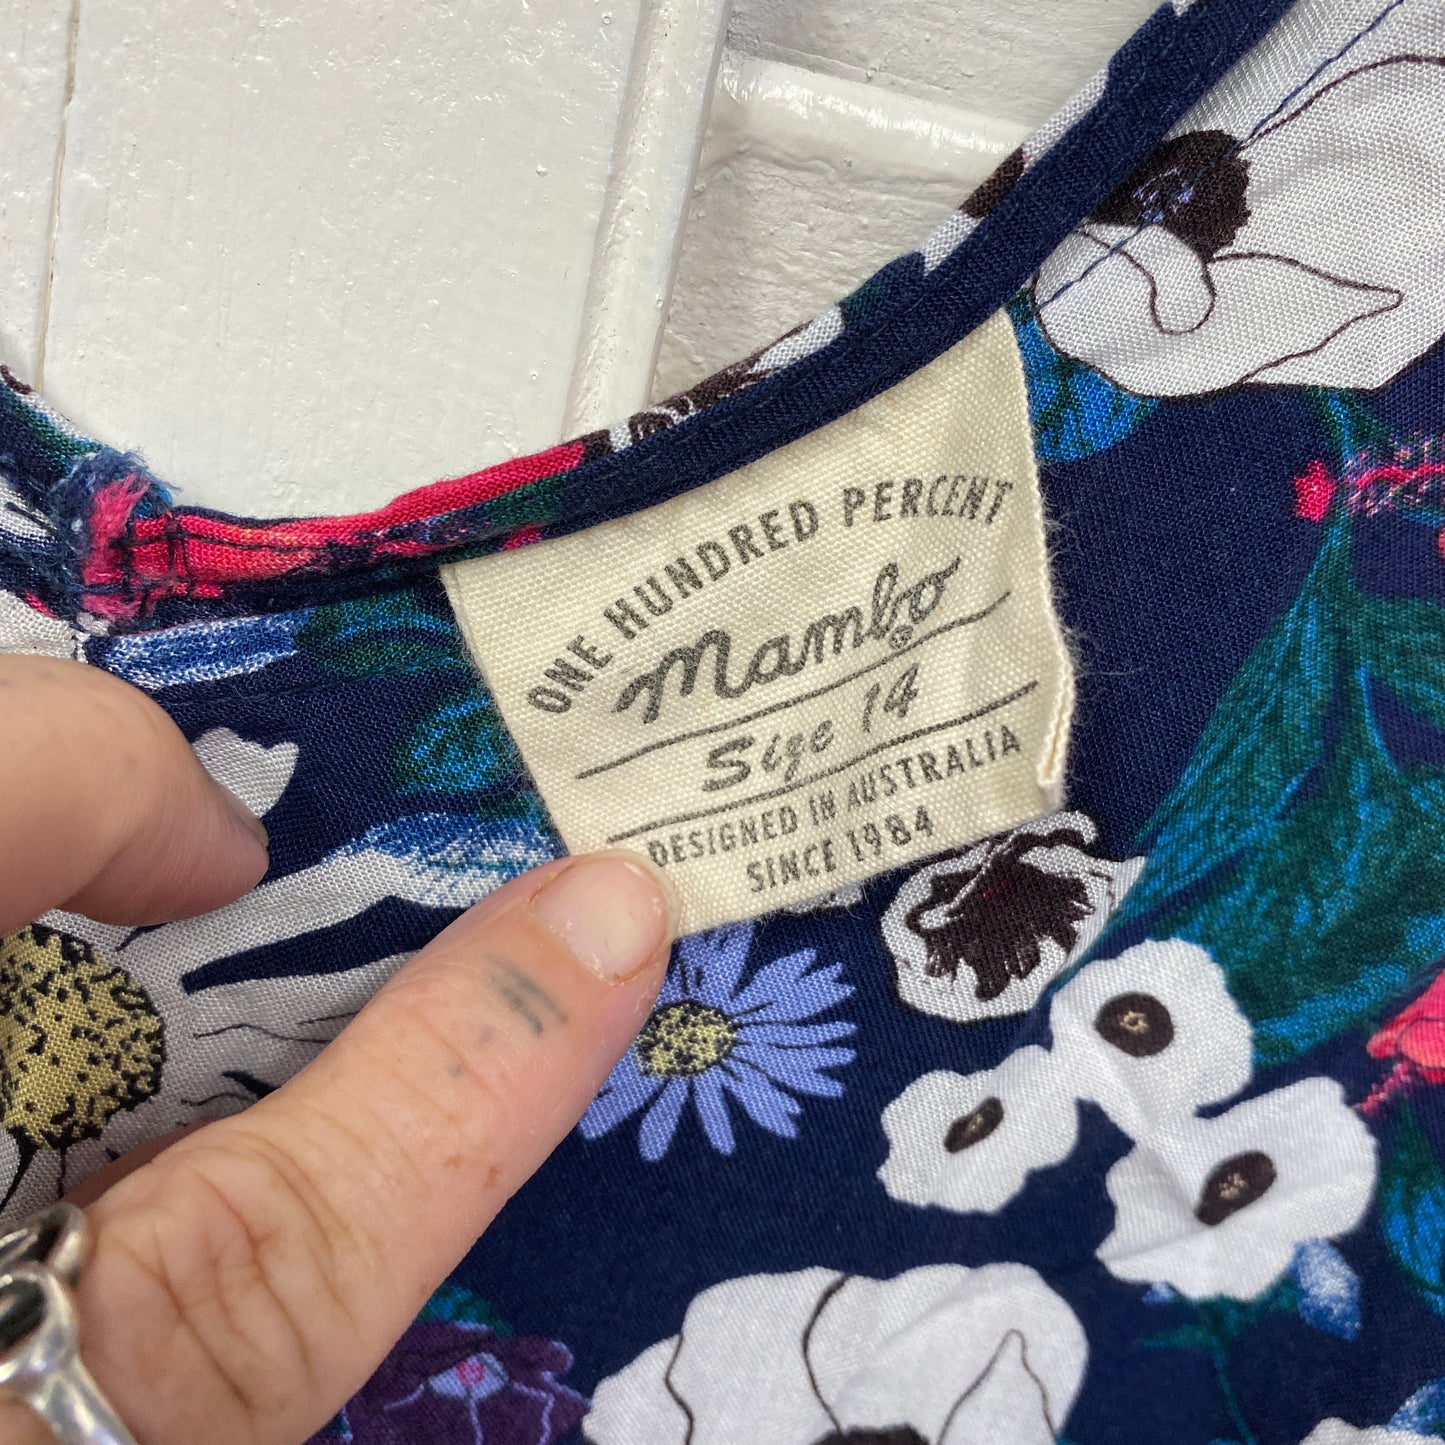 ONE HUNDRED PERCENT
Mambo®
Size 14
DESIGNED IN AUSTRALIA
SINCE 1984